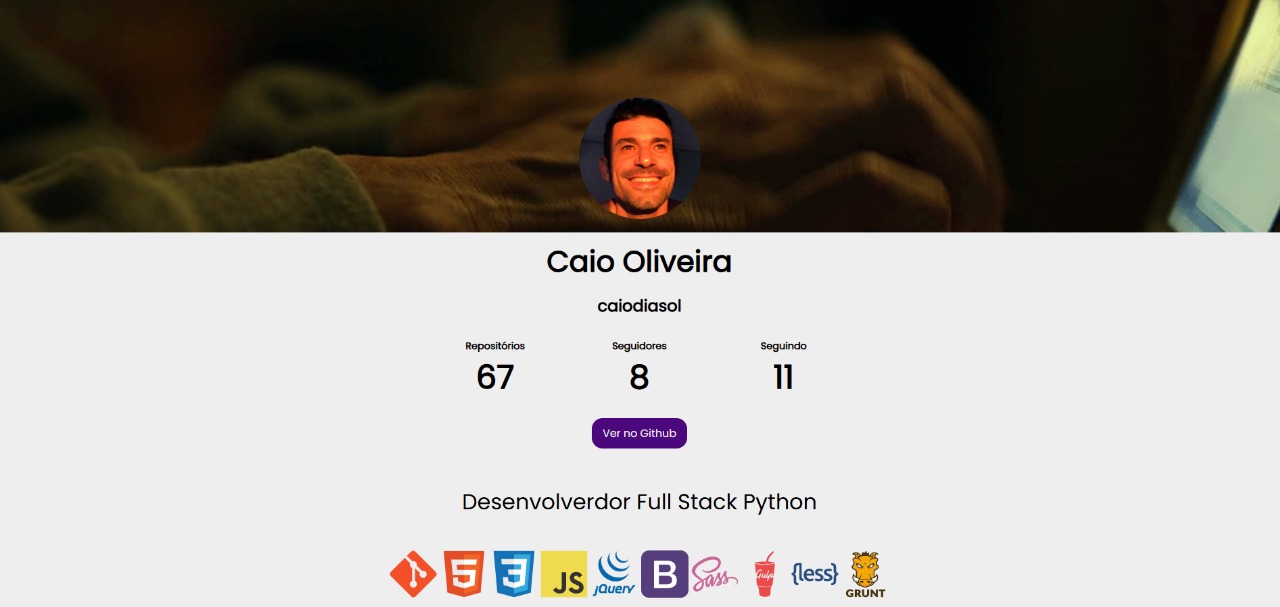 Caio Oliveira
caiodiasol
Repositórios Seguidores Seguindo
67 8 11
Ver no Github
Desenvolverdor Full Stack Python
5 3 JS jQuery B Sass Gulp {less} GRUNT